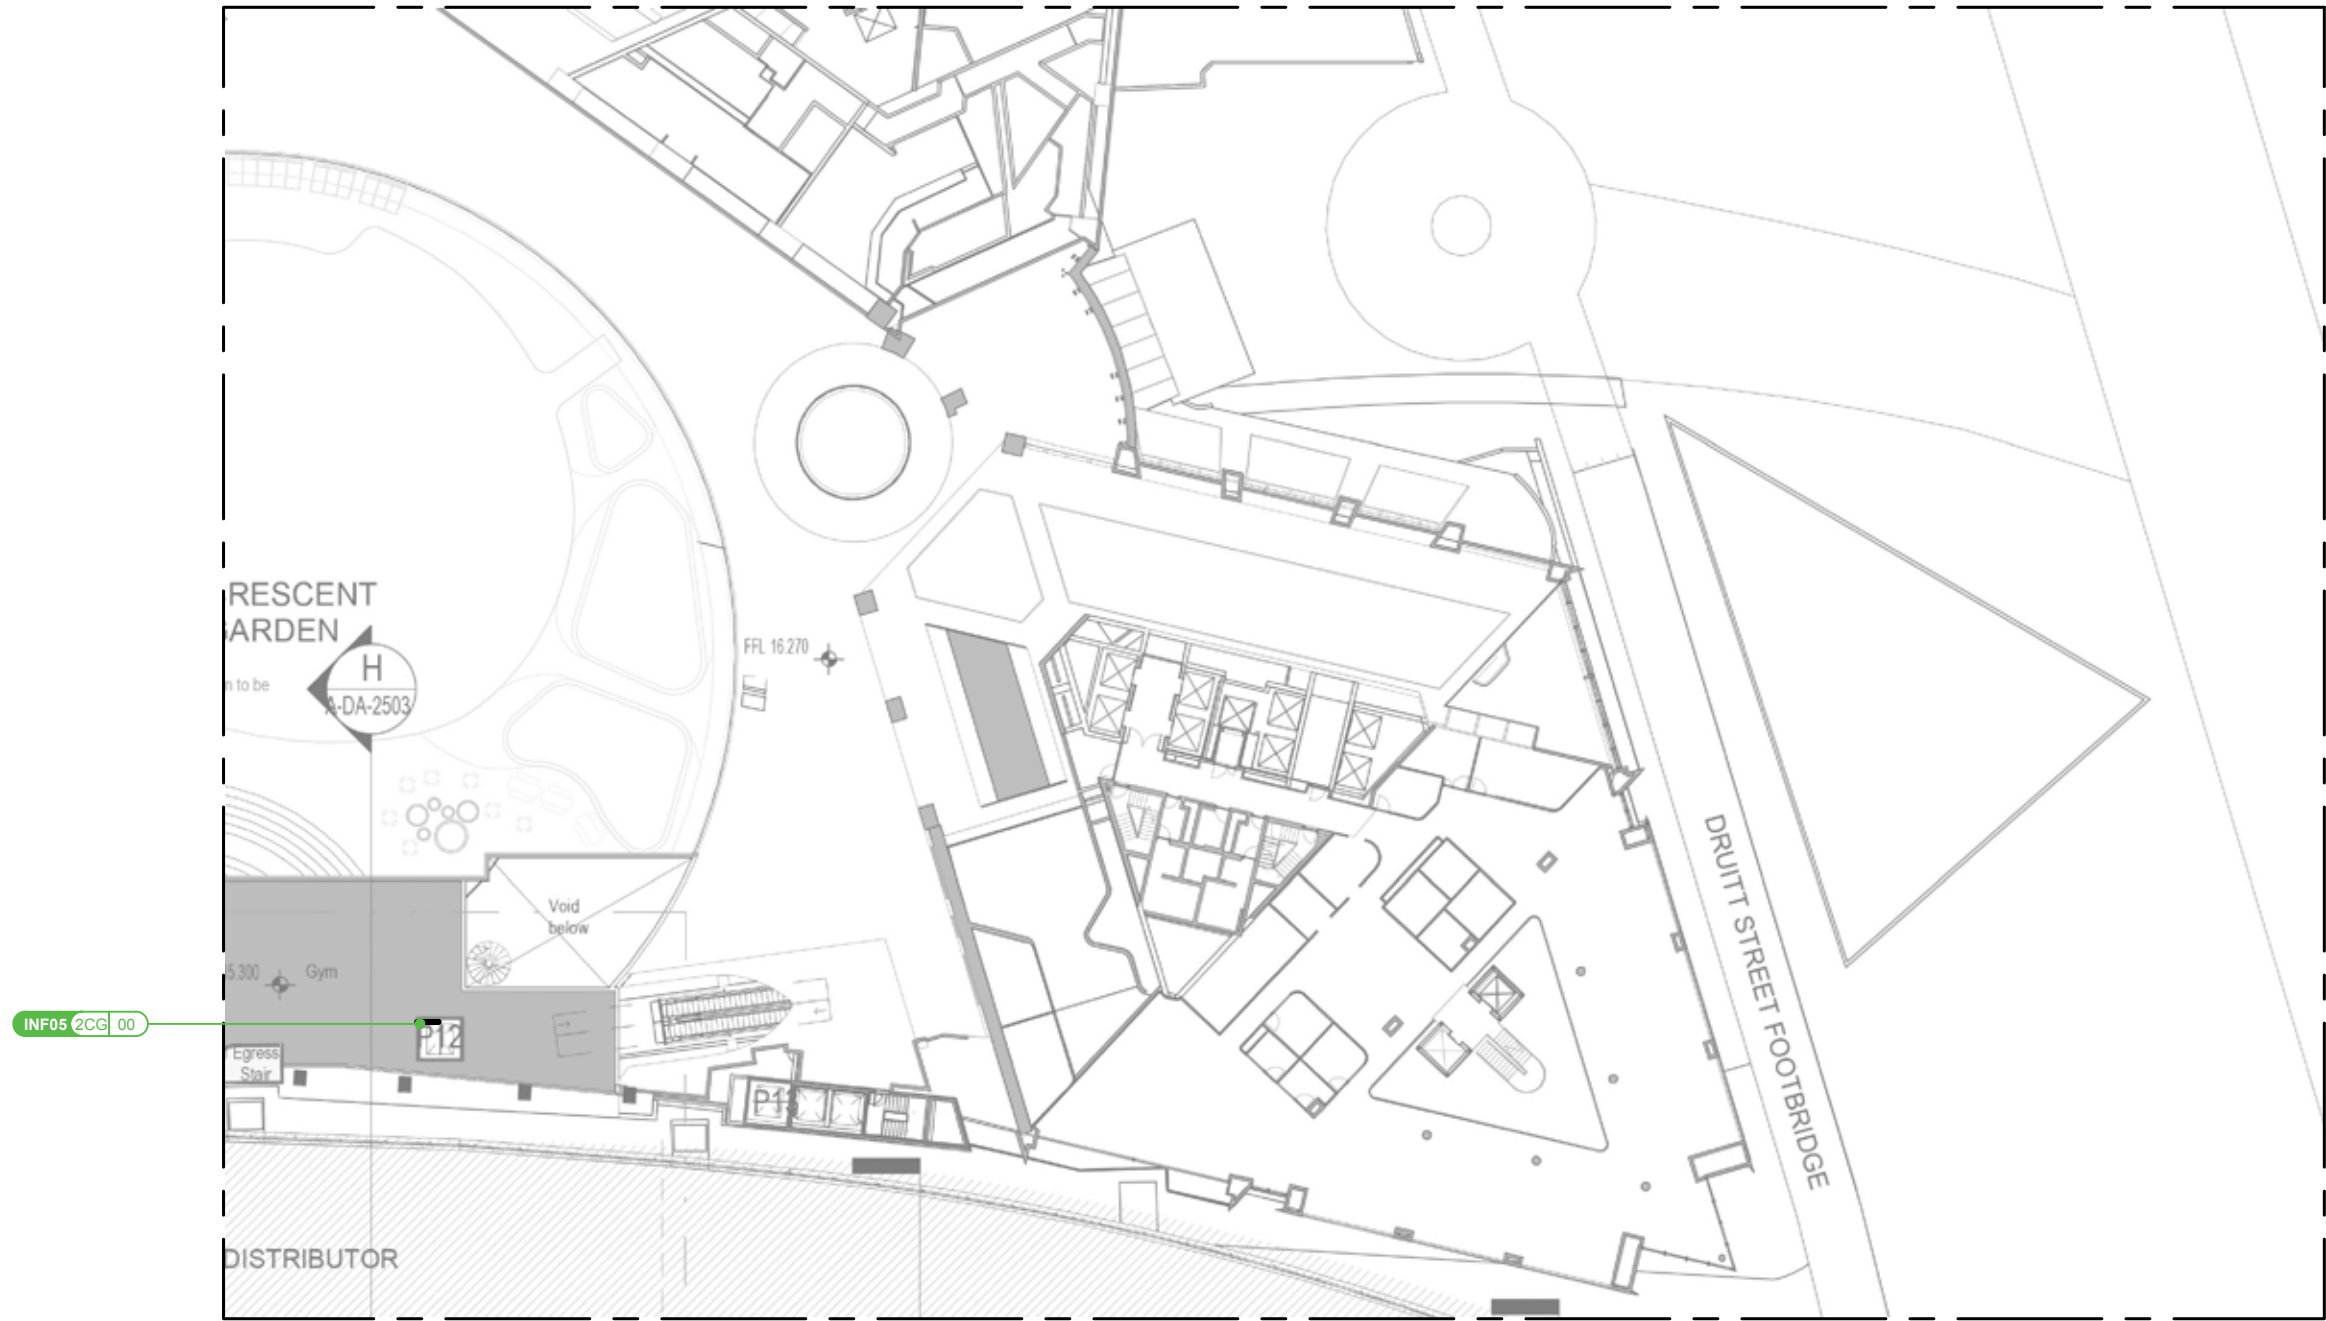 RESCENT
GARDEN
n to be
H
A-DA-2503
FFL 16.270
Void
below
5.300
Gym
INF05 2CG 00
P12
Egress
Stair
P13
DISTRIBUTOR
DRUITT STREET FOOTBRIDGE